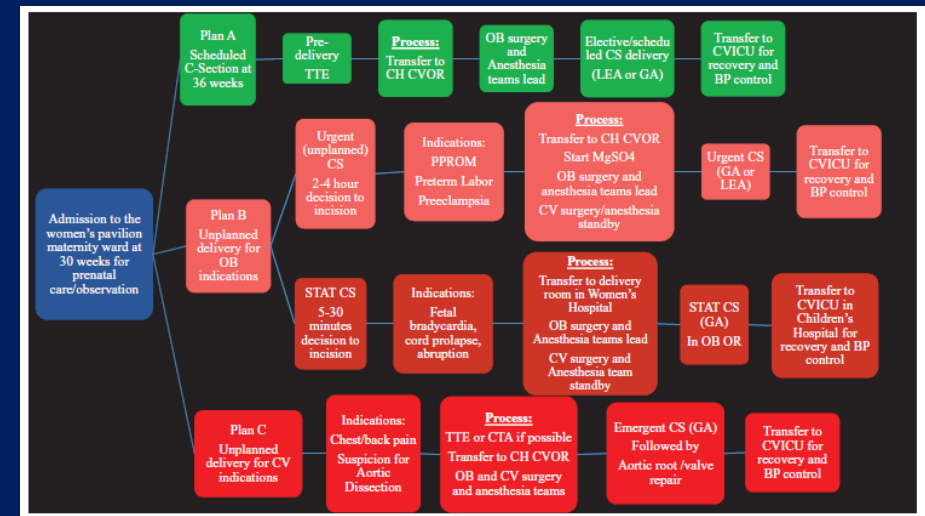 Admission to the
women's pavilion
maternity ward at
30 weeks for
prenatal
care/observation
Plan A
Scheduled
C-Section at
36 weeks
Pre-
delivery
TTE
Process:
Transfer to
CH CVOR
OB surgery
and
Anesthesia
teams lead
Elective/schedu
led CS delivery
(LEA or GA)
Transfer to
CVICU for
recovery and
BP control
Plan B
Unplanned
delivery for
OB
indications
Urgent
(unplanned)
CS
2-4 hour
decision to
incision
Indications:
PPROM
Preterm Labor
Preeclampsia
Process:
Transfer to CH CVOR
Start MgSO4
OB surgery and
anesthesia teams lead
CV surgery/anesthesia
standby
Urgent CS
(GA or
LEA)
Transfer to
CVICU for
recovery and
BP control
STAT CS
5-30
minutes
decision to
incision
Indications:
Fetal
bradycardia,
cord prolapse,
abruption
Process:
Transfer to delivery
room in Women's
Hospital
OB surgery and
Anesthesia teams lead
CV surgery and
Anesthesia team
standby
STAT CS
(GA)
In OB OR
Transfer to
CVICU in
Children's
Hospital for
recovery and BP
control
Plan C
Unplanned
delivery for CV
indications
Indications:
Chest/back pain
Suspicion for
Aortic
Dissection
Process:
TTE or CTA if possible
Transfer to CH CVOR
OB and CV surgery
and anesthesia teams
Emergent CS (GA)
Followed by
Aortic root /valve
repair
Transfer to
CVICU for
recovery and
BP control